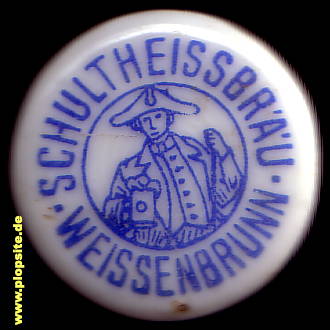 · SCHULTHEISSBRÄU ·
WEISSENBRUNN
© www.plopsite.de